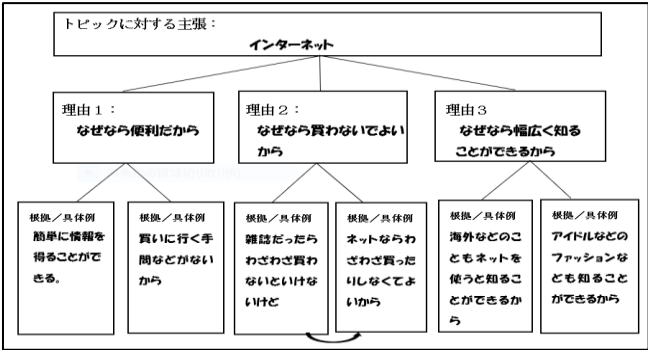 トピックに対する主張：
インターネット
理由１：
なぜなら便利だから
理由２：
なぜなら買わないでよい
から
理由３
なぜなら幅広く知る
ことができるから
根拠／具体例
簡単に情報を
得ることがで
きる。
根拠／具体例
買いに行く手
間などがない
から
根拠／具体例
雑誌だったら
わざわざ買わ
ないといけな
いけど
根拠／具体例
ネットならわ
ざわざ買った
りしなくてよ
いから
根拠／具体例
海外などのこ
ともネットを
使うと知るこ
とができるか
ら
根拠／具体例
アイドルなどの
ファッションな
ども知ること
ができるから